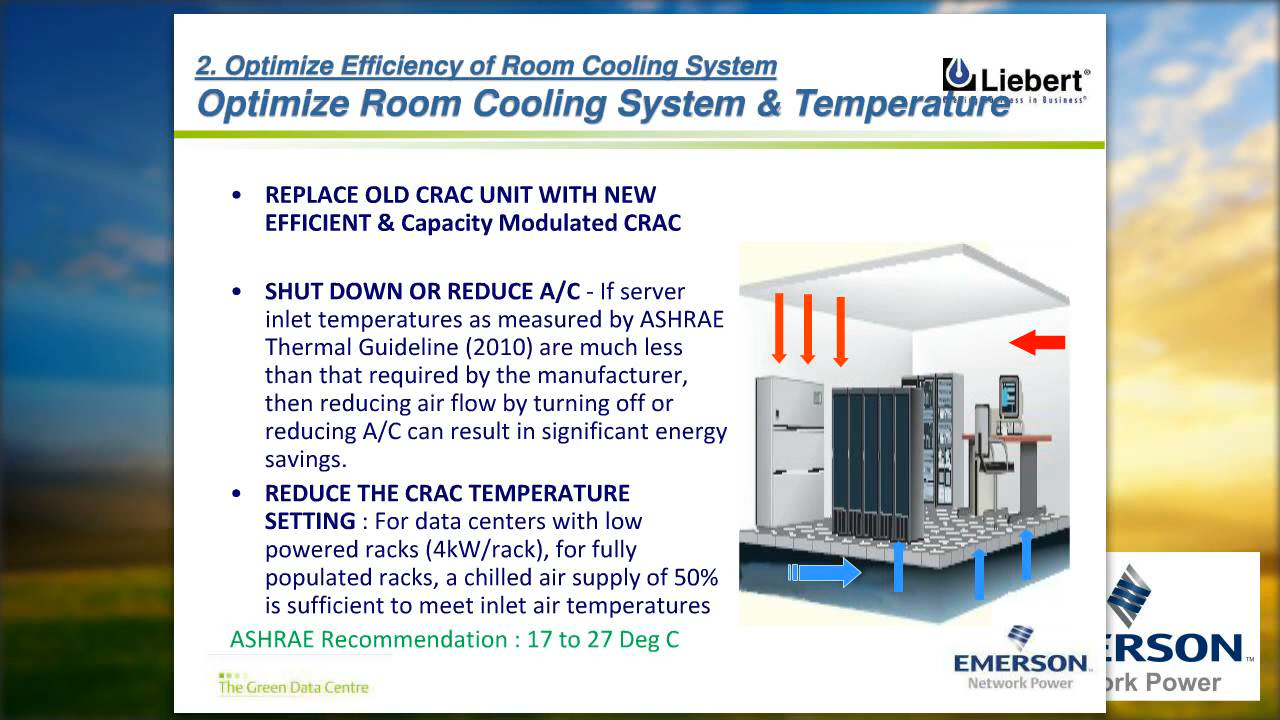 2. Optimize Efficiency of Room Cooling System
Optimize Room Cooling System & Temperature
Liebert®
in Business®
• REPLACE OLD CRAC UNIT WITH NEW
EFFICIENT & Capacity Modulated CRAC
• SHUT DOWN OR REDUCE A/C - If server
inlet temperatures as measured by ASHRAE
Thermal Guideline (2010) are much less
than that required by the manufacturer,
then reducing air flow by turning off or
reducing A/C can result in significant energy
savings.
• REDUCE THE CRAC TEMPERATURE
SETTING : For data centers with low
powered racks (4kW/rack), for fully
populated racks, a chilled air supply of 50%
is sufficient to meet inlet air temperatures
ASHRAE Recommendation : 17 to 27 Deg C
The Green Data Centre
EMERSON™
Network Power
ERSON™
ork Power